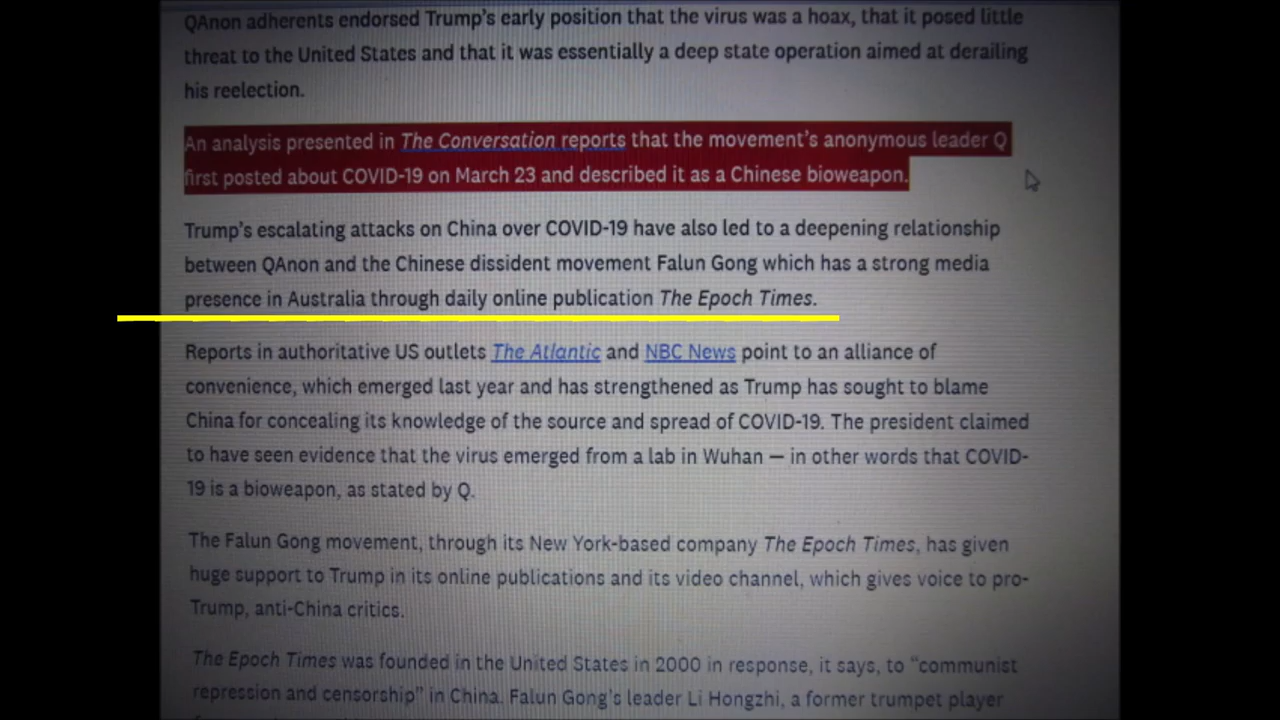 QAnon adherents endorsed Trump's early position that the virus was a hoax, that it posed little
threat to the United States and that it was essentially a deep state operation aimed at derailing
his reelection.
An analysis presented in The Conversation reports that the movement's anonymous leader Q
first posted about COVID-19 on March 23 and described it as a Chinese bioweapon.
Trump's escalating attacks on China over COVID-19 have also led to a deepening relationship
between QAnon and the Chinese dissident movement Falun Gong which has a strong media
presence in Australia through daily online publication The Epoch Times.
Reports in authoritative US outlets The Atlantic and NBC News point to an alliance of
convenience, which emerged last year and has strengthened as Trump has sought to blame
China for concealing its knowledge of the source and spread of COVID-19. The president claimed
to have seen evidence that the virus emerged from a lab in Wuhan — in other words that COVID-
19 is a bioweapon, as stated by Q.
The Falun Gong movement, through its New York-based company The Epoch Times, has given
huge support to Trump in its online publications and its video channel, which gives voice to pro-
Trump, anti-China critics.
The Epoch Times was founded in the United States in 2000 in response, it says, to “communist
repression and censorship” in China. Falun Gong's leader Li Hongzhi, a former trumpet player